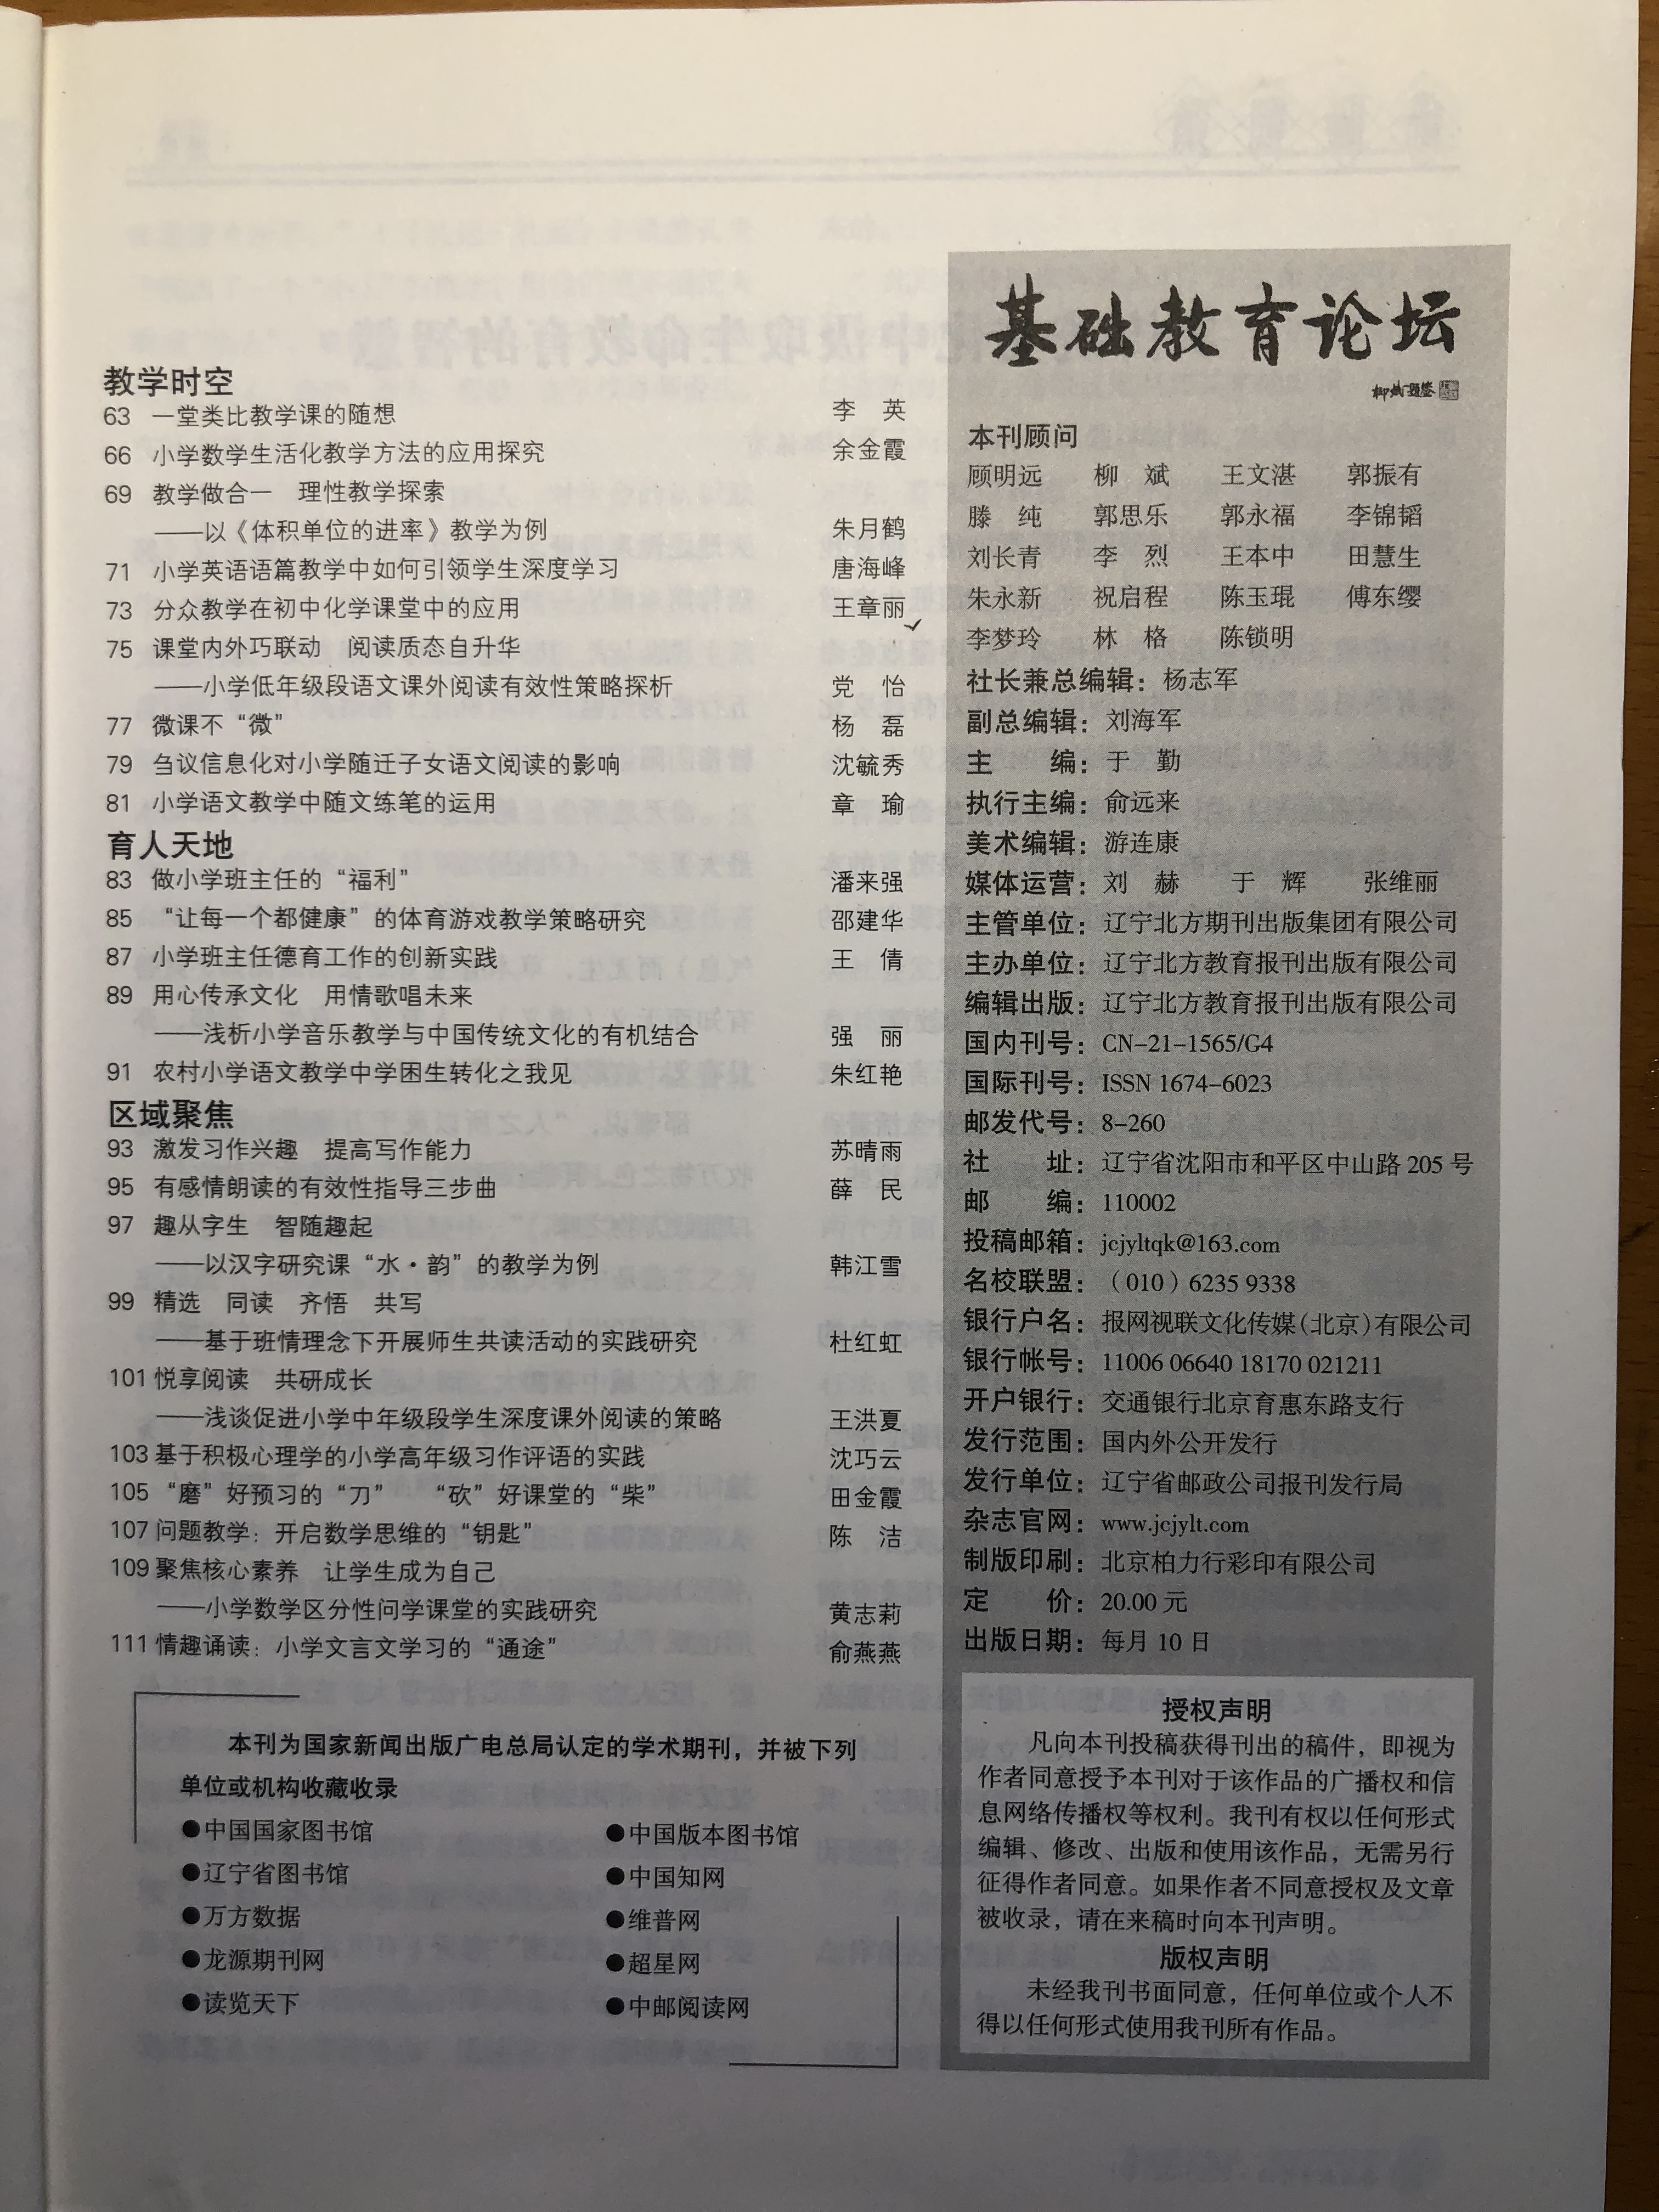 教学时空
63 一堂类比教学课的随想 李 英
66 小学数学生活化教学方法的应用探究 余金霞
69 教学做合一 理性教学探索
——以《体积单位的进率》教学为例 朱月鹤
71 小学英语语篇教学中如何引领学生深度学习 唐海峰
73 分众教学在初中化学课堂中的应用 王章丽
75 课堂内外巧联动 阅读质态自升华
——小学低年级段语文课外阅读有效性策略探析 党 怡
77 微课不“微” 杨 磊
79 刍议信息化对小学随迁子女语文阅读的影响 沈毓秀
81 小学语文教学中随文练笔的运用 章 瑜
育人天地
83 做小学班主任的“福利” 潘来强
85 “让每一个都健康”的体育游戏教学策略研究 邵建华
87 小学班主任德育工作的创新实践 王 倩
89 用心传承文化 用情歌唱未来
——浅析小学音乐教学与中国传统文化的有机结合 强 丽
91 农村小学语文教学中学困生转化之我见 朱红艳
区域聚焦
93 激发习作兴趣 提高写作能力 苏晴雨
95 有感情朗读的有效性指导三步曲 薛 民
97 趣从字生 智随趣起
——以汉字研究课“水·韵”的教学为例 韩江雪
99 精选 同读 齐悟 共写
——基于班情理念下开展师生共读活动的实践研究 杜红虹
101 悦享阅读 共研成长
——浅谈促进小学中年级段学生深度课外阅读的策略 王洪夏
103 基于积极心理学的小学高年级习作评语的实践 沈巧云
105 “磨”好预习的“刀” “砍”好课堂的“柴” 田金霞
107 问题教学：开启数学思维的“钥匙” 陈 洁
109 聚焦核心素养 让学生成为自己
——小学数学区分性问学课堂的实践研究 黄志莉
111 情趣诵读：小学文言文学习的“通途” 俞燕燕
本刊为国家新闻出版广电总局认定的学术期刊，并被下列
单位或机构收藏收录
●中国国家图书馆 ●中国版本图书馆
●辽宁省图书馆 ●中国知网
●万方数据 ●维普网
●龙源期刊网 ●超星网
●读览天下 ●中邮阅读网
基础教育论坛
柳斌题签
本刊顾问
顾明远 柳 斌 王文湛 郭振有
滕 纯 郭思乐 郭永福 李锦韬
刘长青 李 烈 王本中 田慧生
朱永新 祝启程 陈玉琨 傅东缨
李梦玲 林 格 陈锁明
社长兼总编辑：杨志军
副总编辑：刘海军
主 编：于 勤
执行主编：俞远来
美术编辑：游连康
媒体运营：刘 赫 于 辉 张维丽
主管单位：辽宁北方期刊出版集团有限公司
主办单位：辽宁北方教育报刊出版有限公司
编辑出版：辽宁北方教育报刊出版有限公司
国内刊号：CN-21-1565/G4
国际刊号：ISSN 1674-6023
邮发代号：8-260
社 址：辽宁省沈阳市和平区中山路 205 号
邮 编：110002
投稿邮箱：jcjyltqk@163.com
名校联盟：（010）6235 9338
银行户名：报网视联文化传媒(北京)有限公司
银行帐号：11006 06640 18170 021211
开户银行：交通银行北京育惠东路支行
发行范围：国内外公开发行
发行单位：辽宁省邮政公司报刊发行局
杂志官网：www.jcjylt.com
制版印刷：北京柏力行彩印有限公司
定 价：20.00 元
出版日期：每月 10 日
授权声明
凡向本刊投稿获得刊出的稿件，即视为
作者同意授予本刊对于该作品的广播权和信
息网络传播权等权利。我刊有权以任何形式
编辑、修改、出版和使用该作品，无需另行
征得作者同意。如果作者不同意授权及文章
被收录，请在来稿时向本刊声明。
版权声明
未经我刊书面同意，任何单位或个人不
得以任何形式使用我刊所有作品。